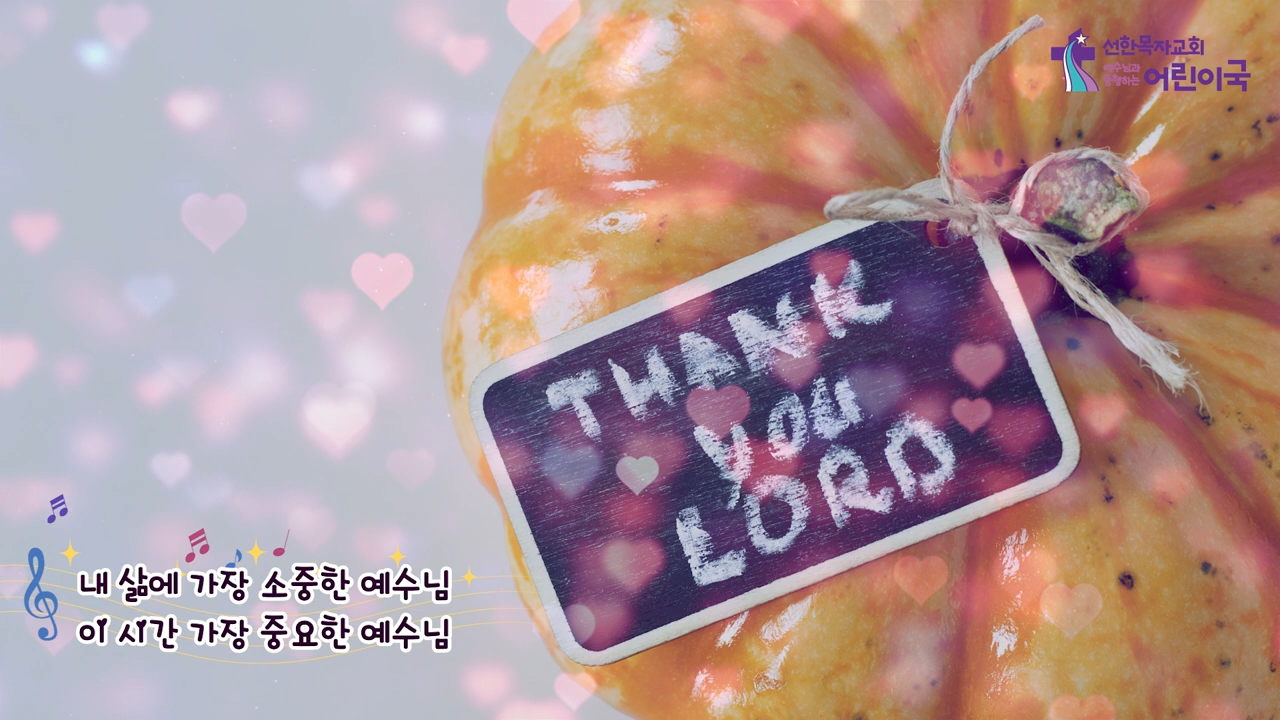 선한목자교회
예수님과
동행하는
어린이국
THANK
YOU
LORD
내 삶에 가장 소중한 예수님
이 시간 가장 중요한 예수님